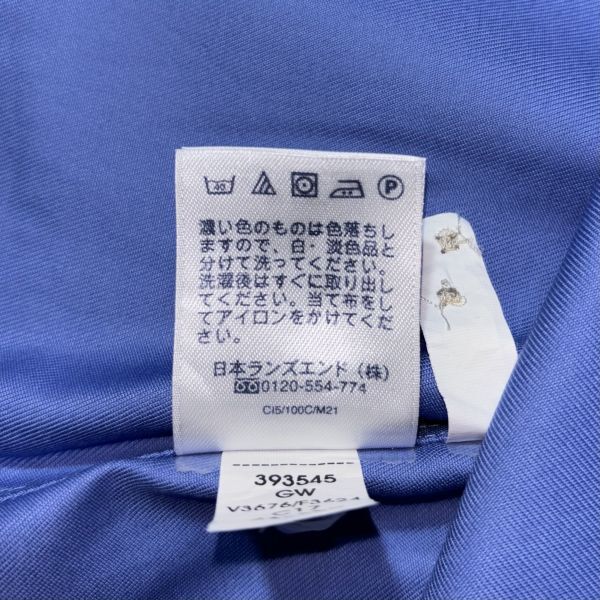 40
P
濃い色のものは色落ちし
ますので、白・淡色品と
分けて洗ってください。
洗濯後はすぐに取り出し
てください。当て布をし
てアイロンをかけてくだ
さい。
日本ランズエンド（株）
0120-554-774
CI5/100C/M21
393545
GW
V3676/F3624
C17